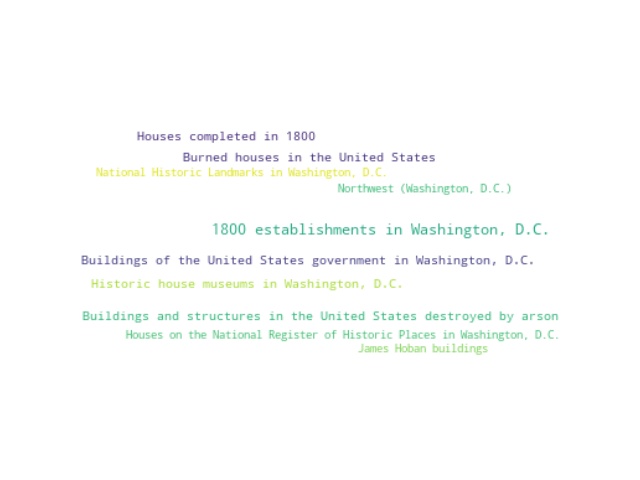 Houses completed in 1800
Burned houses in the United States
National Historic Landmarks in Washington, D.C.
Northwest (Washington, D.C.)
1800 establishments in Washington, D.C.
Buildings of the United States government in Washington, D.C.
Historic house museums in Washington, D.C.
Buildings and structures in the United States destroyed by arson
Houses on the National Register of Historic Places in Washington, D.C.
James Hoban buildings